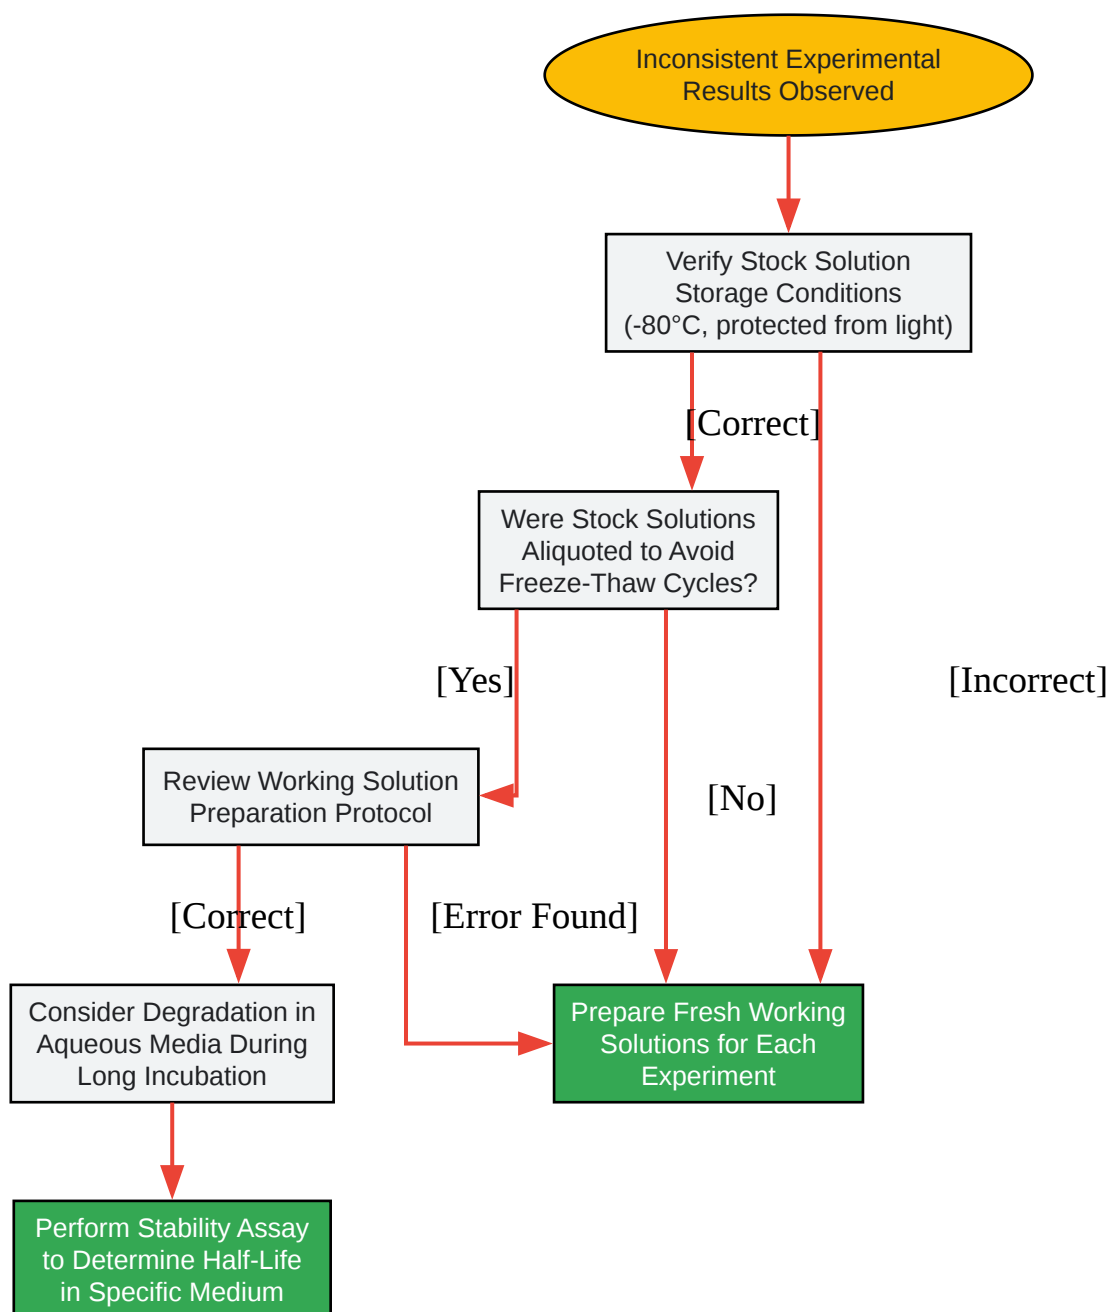 Inconsistent Experimental
Results Observed
Verify Stock Solution
Storage Conditions
(-80°C, protected from light)
[Correct]
Were Stock Solutions
Aliquoted to Avoid
Freeze-Thaw Cycles?
[Yes]
[Incorrect]
Review Working Solution
Preparation Protocol
[No]
[Correct]
[Error Found]
Consider Degradation in
Aqueous Media During
Long Incubation
Prepare Fresh Working
Solutions for Each
Experiment
Perform Stability Assay
to Determine Half-Life
in Specific Medium